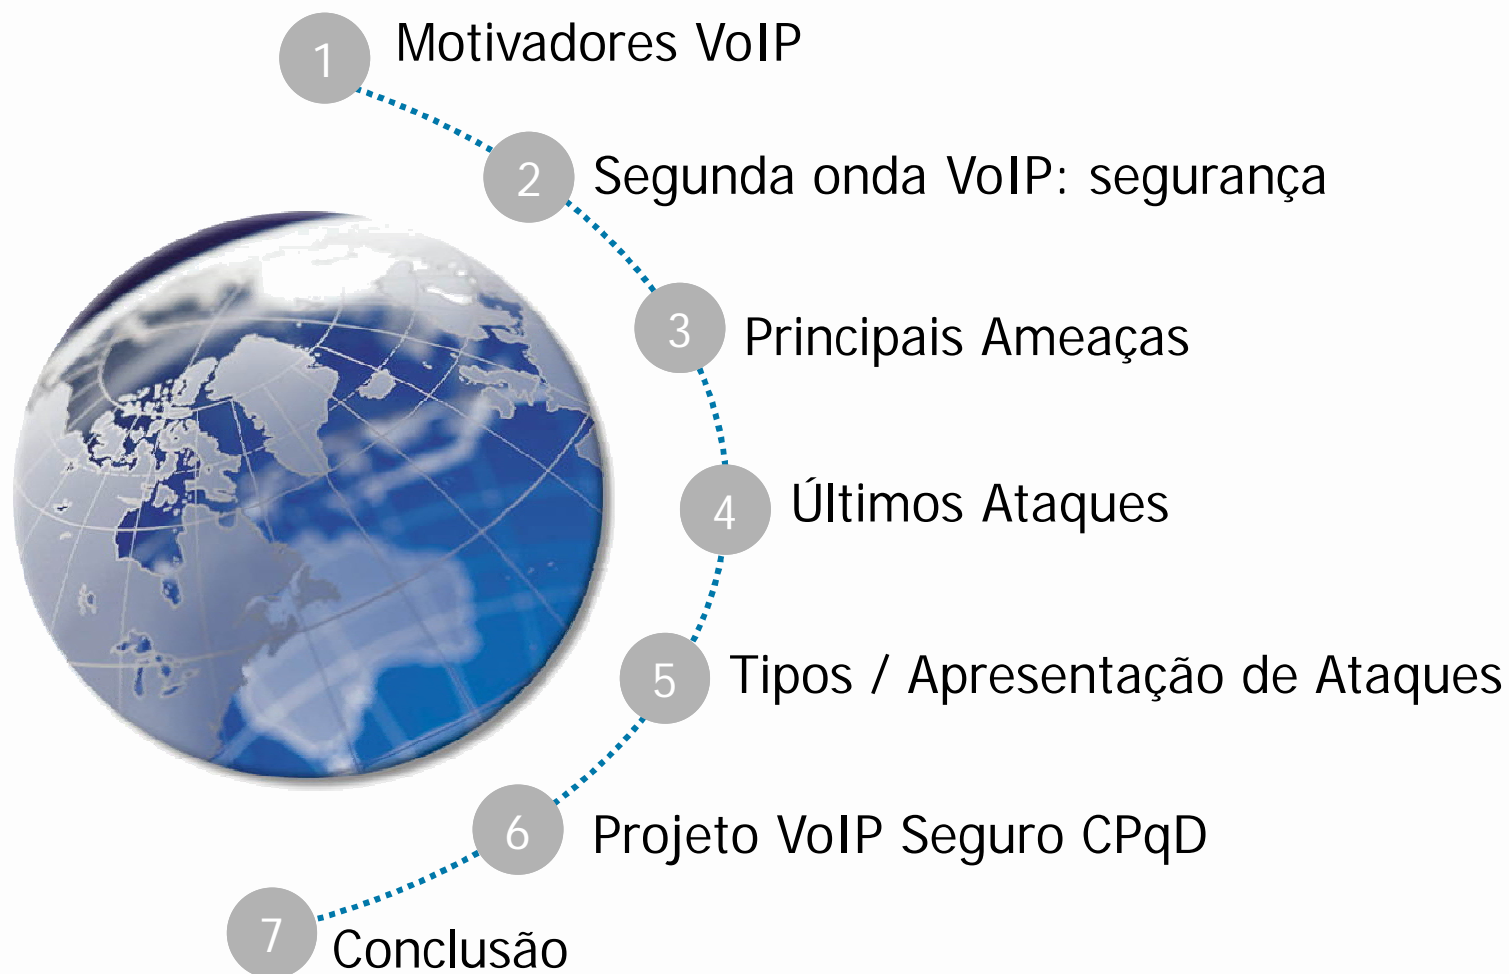 1 Motivadores VoIP
2 Segunda onda VoIP: segurança
3 Principais Ameaças
4 Últimos Ataques
5 Tipos / Apresentação de Ataques
6 Projeto VoIP Seguro CPqD
7 Conclusão